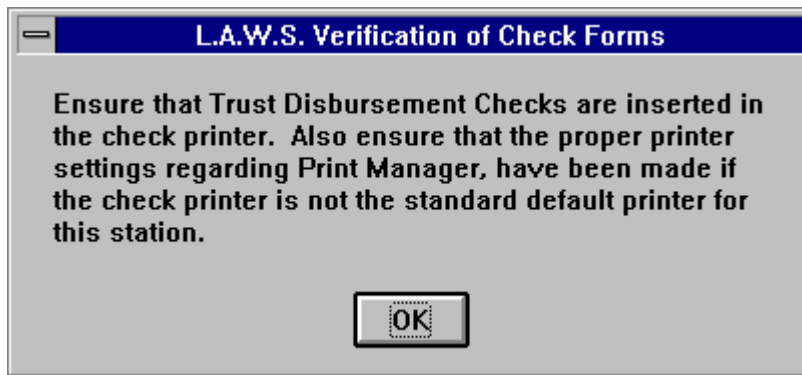 L.A.W.S. Verification of Check Forms
Ensure that Trust Disbursement Checks are inserted in
the check printer.  Also ensure that the proper printer
settings regarding Print Manager, have been made if
the check printer is not the standard default printer for
this station.
OK